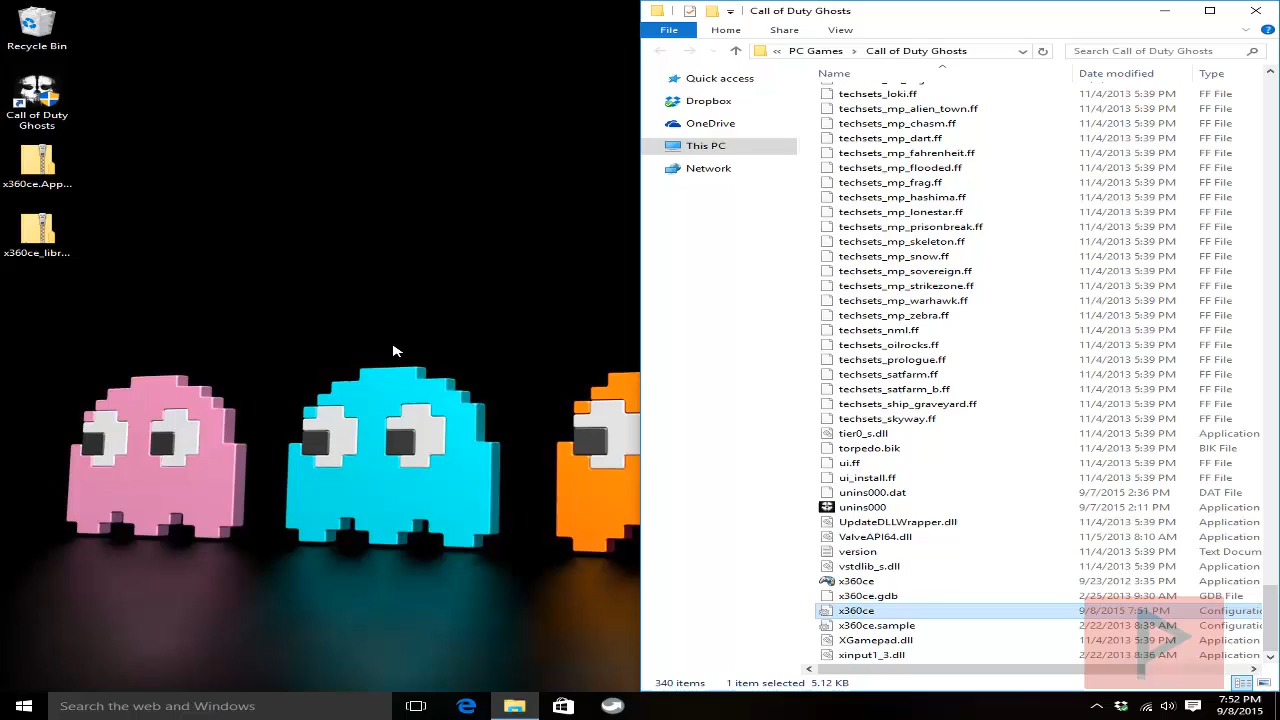 Recycle Bin
Call of Duty
Ghosts
x360ce.App...
x360ce_libr...
Call of Duty Ghosts
File
Home
Share
View
« PC Games > Call of Duty Ghosts
Search Call of Duty Ghosts
Quick access
Dropbox
OneDrive
This PC
Network
Name Date modified Type
techsets_loki.ff 11/4/2013 5:39 PM FF File
techsets_mp_alien_town.ff 11/4/2013 5:39 PM FF File
techsets_mp_chasm.ff 11/4/2013 5:39 PM FF File
techsets_mp_dart.ff 11/4/2013 5:39 PM FF File
techsets_mp_fahrenheit.ff 11/4/2013 5:39 PM FF File
techsets_mp_flooded.ff 11/4/2013 5:39 PM FF File
techsets_mp_frag.ff 11/4/2013 5:39 PM FF File
techsets_mp_hashima.ff 11/4/2013 5:39 PM FF File
techsets_mp_lonestar.ff 11/4/2013 5:39 PM FF File
techsets_mp_prisonbreak.ff 11/4/2013 5:39 PM FF File
techsets_mp_skeleton.ff 11/4/2013 5:39 PM FF File
techsets_mp_snow.ff 11/4/2013 5:39 PM FF File
techsets_mp_sovereign.ff 11/4/2013 5:39 PM FF File
techsets_mp_strikezone.ff 11/4/2013 5:39 PM FF File
techsets_mp_warhawk.ff 11/4/2013 5:39 PM FF File
techsets_mp_zebra.ff 11/4/2013 5:39 PM FF File
techsets_nml.ff 11/4/2013 5:39 PM FF File
techsets_oilrocks.ff 11/4/2013 5:39 PM FF File
techsets_prologue.ff 11/4/2013 5:39 PM FF File
techsets_satfarm.ff 11/4/2013 5:39 PM FF File
techsets_satfarm_b.ff 11/4/2013 5:39 PM FF File
techsets_ship_graveyard.ff 11/4/2013 5:39 PM FF File
techsets_skyway.ff 11/4/2013 5:39 PM FF File
tier0_s.dll 11/4/2013 5:39 PM Application
torpedo.bik 11/4/2013 5:39 PM BIK File
ui.ff 11/4/2013 5:39 PM FF File
ui_install.ff 11/4/2013 5:39 PM FF File
unins000.dat 9/7/2015 2:36 PM DAT File
unins000 9/7/2015 2:11 PM Application
UpdateDLLWrapper.dll 11/4/2013 5:39 PM Application
ValveAPI64.dll 11/5/2013 8:10 AM Application
version 11/4/2013 5:39 PM Text Docum
vstdlib_s.dll 11/4/2013 5:39 PM Application
x360ce 9/23/2012 3:35 PM Application
x360ce.gdb 2/25/2013 9:30 AM GDB File
x360ce 9/8/2015 7:51 PM Configuratio
x360ce.sample 2/22/2013 8:38 AM Configuratio
XGamepad.dll 11/4/2013 5:39 PM Application
xinput1_3.dll 2/22/2013 8:36 AM Application
340 items 1 item selected 5.12 KB
Search the web and Windows
7:52 PM
9/8/2015